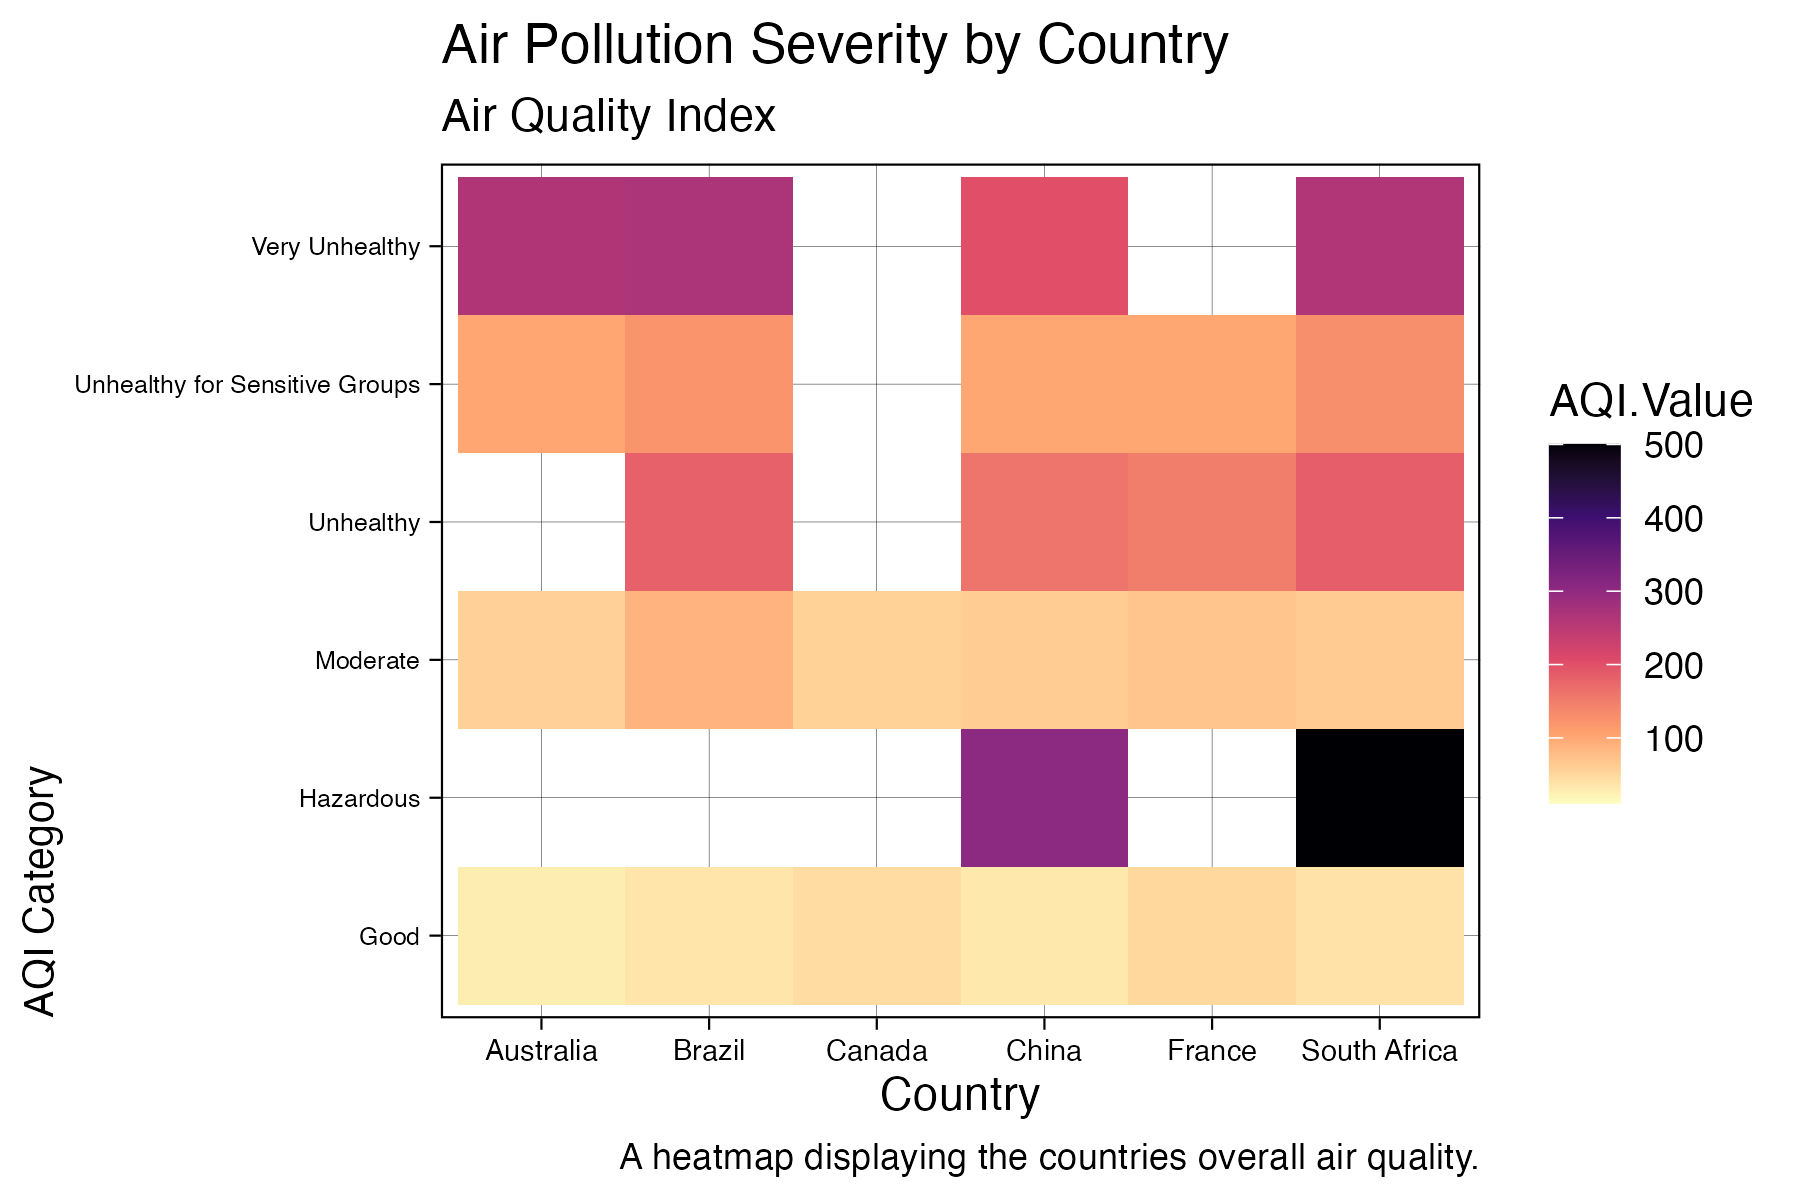 Air Pollution Severity by Country
Air Quality Index
Very Unhealthy
Unhealthy for Sensitive Groups
Unhealthy
Moderate
Hazardous
Good
AQI Category
Australia
Brazil
Canada
China
France
South Africa
Country
A heatmap displaying the countries overall air quality.
AQI.Value
500
400
300
200
100